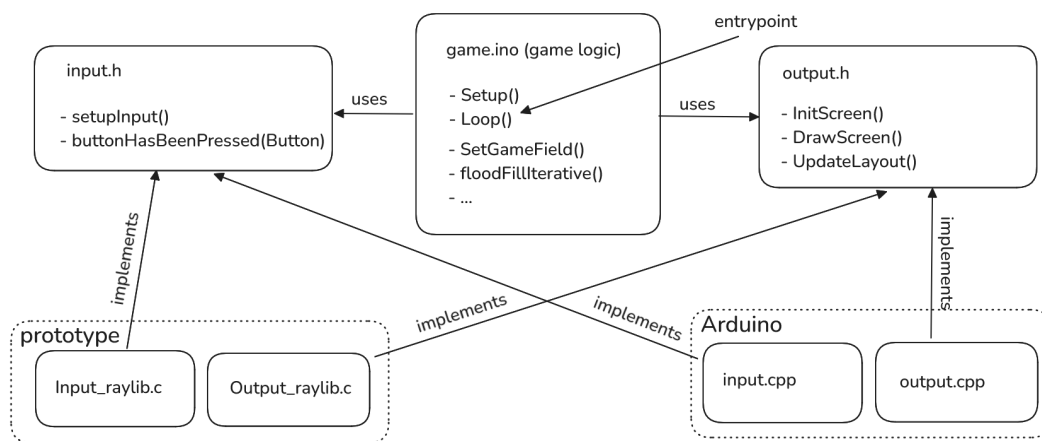 entrypoint
input.h
- setupInput()
- buttonHasBeenPressed(Button)
uses
game.ino (game logic)
- Setup()
- Loop()
- SetGameField()
- floodFillIterative()
- ...
uses
output.h
- InitScreen()
- DrawScreen()
- UpdateLayout()
implements
implements
implements
implements
prototype
Input_raylib.c
Output_raylib.c
Arduino
input.cpp
output.cpp